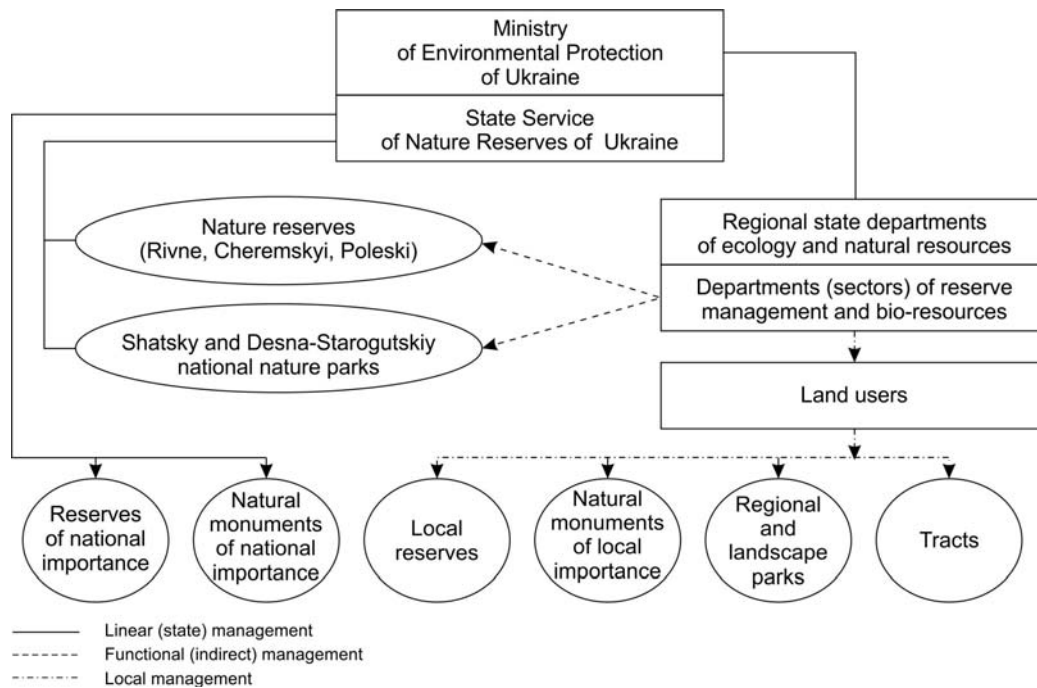 Ministry
of Environmental Protection
of Ukraine
State Service
of Nature Reserves of Ukraine
Nature reserves
(Rivne, Cheremskyi, Poleski)
Regional state departments
of ecology and natural resources
Departments (sectors) of reserve
management and bio-resources
Shatsky and Desna-Starogutskiy
national nature parks
Land users
Reserves
of national
importance
Natural
monuments
of national
importance
Local
reserves
Natural
monuments
of local
importance
Regional
and
landscape
parks
Tracts
Linear (state) management
Functional (indirect) management
Local management